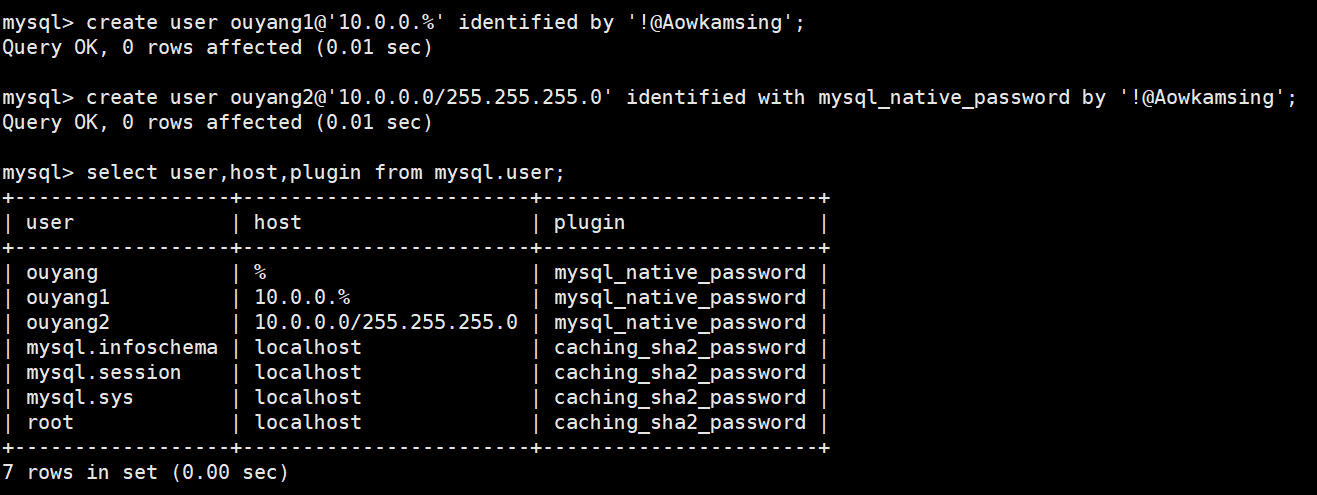 mysql> create user ouyang1@'10.0.0.%' identified by '!@Aowkamsing';
Query OK, 0 rows affected (0.01 sec)

mysql> create user ouyang2@'10.0.0.0/255.255.255.0' identified with mysql_native_password by '!@Aowkamsing';
Query OK, 0 rows affected (0.01 sec)

mysql> select user,host,plugin from mysql.user;
+------------------+------------------------+-----------------------+
| user             | host                   | plugin                |
+------------------+------------------------+-----------------------+
| ouyang           | %                      | mysql_native_password |
| ouyang1          | 10.0.0.%               | mysql_native_password |
| ouyang2          | 10.0.0.0/255.255.255.0 | mysql_native_password |
| mysql.infoschema | localhost              | caching_sha2_password |
| mysql.session    | localhost              | caching_sha2_password |
| mysql.sys        | localhost              | caching_sha2_password |
| root             | localhost              | caching_sha2_password |
+------------------+------------------------+-----------------------+
7 rows in set (0.00 sec)